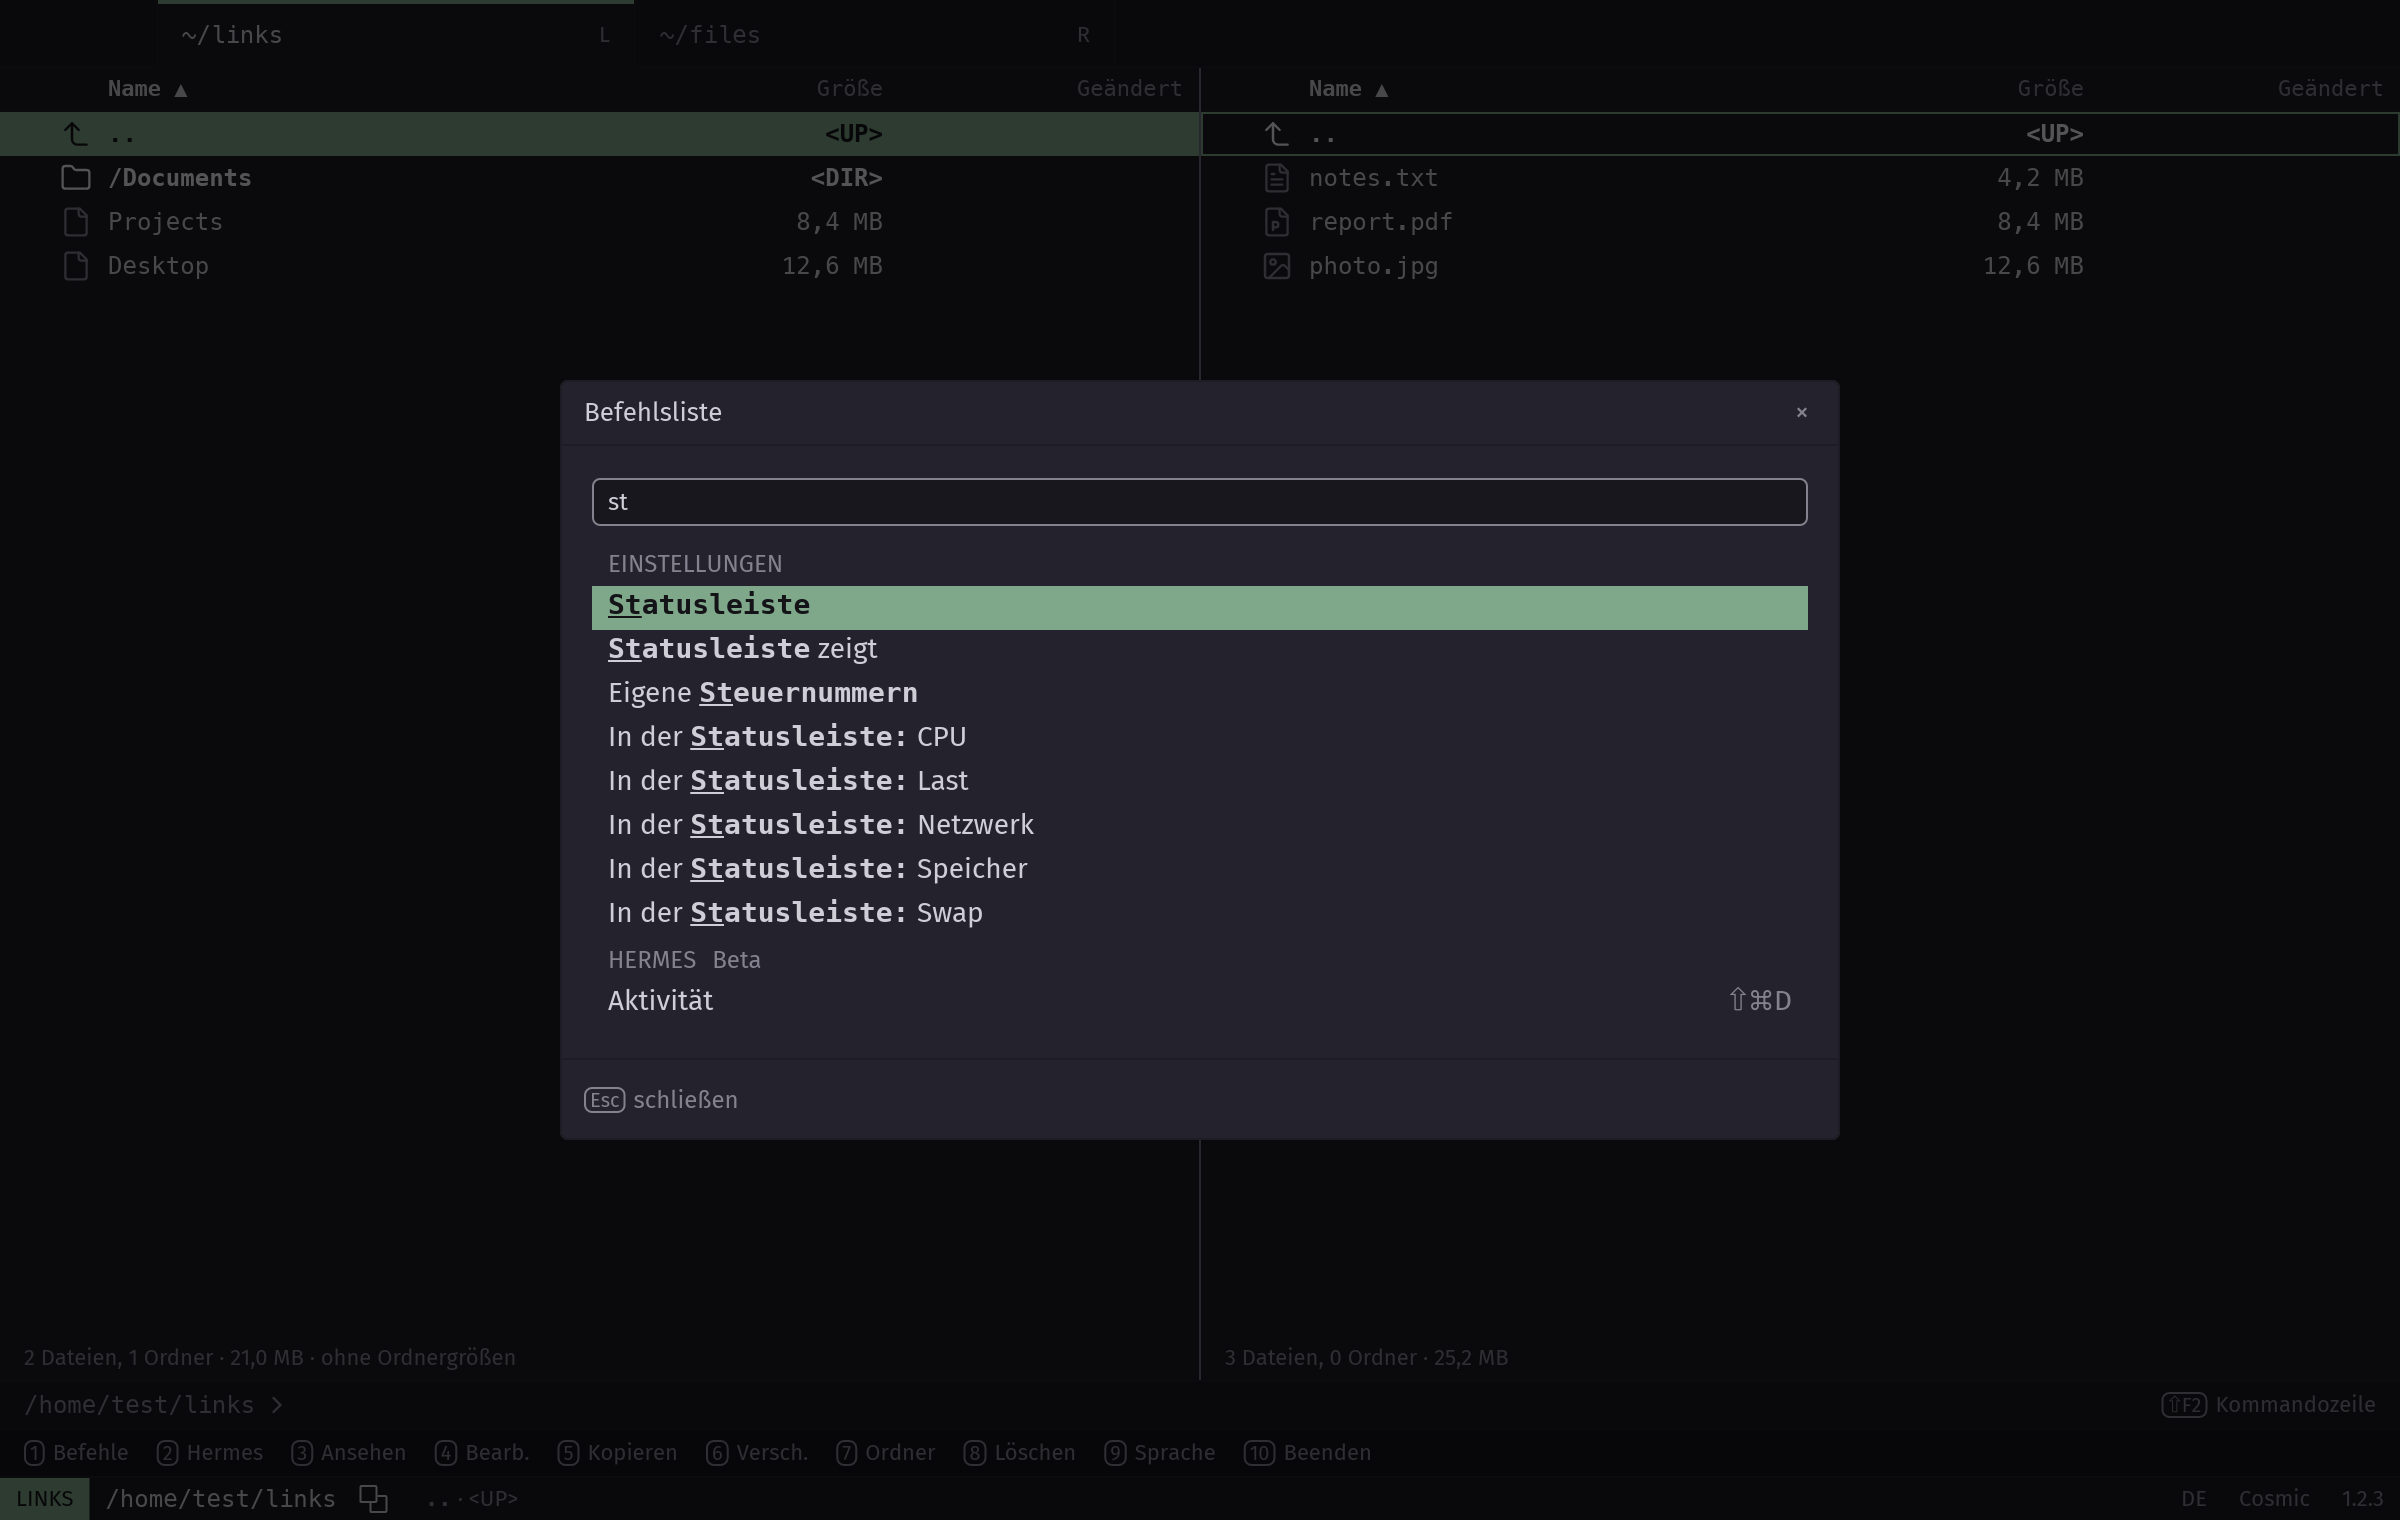 ~/links L ~/files R
Name ▲ Größe Geändert Name ▲ Größe Geändert
.. <UP> .. <UP>
/Documents <DIR> notes.txt 4,2 MB
Projects 8,4 MB report.pdf 8,4 MB
Desktop 12,6 MB photo.jpg 12,6 MB
Befehlsliste ×
st
EINSTELLUNGEN
Statusleiste
Statusleiste zeigt
Eigene Steuernummern
In der Statusleiste: CPU
In der Statusleiste: Last
In der Statusleiste: Netzwerk
In der Statusleiste: Speicher
In der Statusleiste: Swap
HERMES Beta
Aktivität ⇧⌘D
Esc schließen
2 Dateien, 1 Ordner · 21,0 MB · ohne Ordnergrößen 3 Dateien, 0 Ordner · 25,2 MB
/home/test/links > ⇧F2 Kommandozeile
1 Befehle 2 Hermes 3 Ansehen 4 Bearb. 5 Kopieren 6 Versch. 7 Ordner 8 Löschen 9 Sprache 10 Beenden
LINKS /home/test/links .. · <UP> DE Cosmic 1.2.3